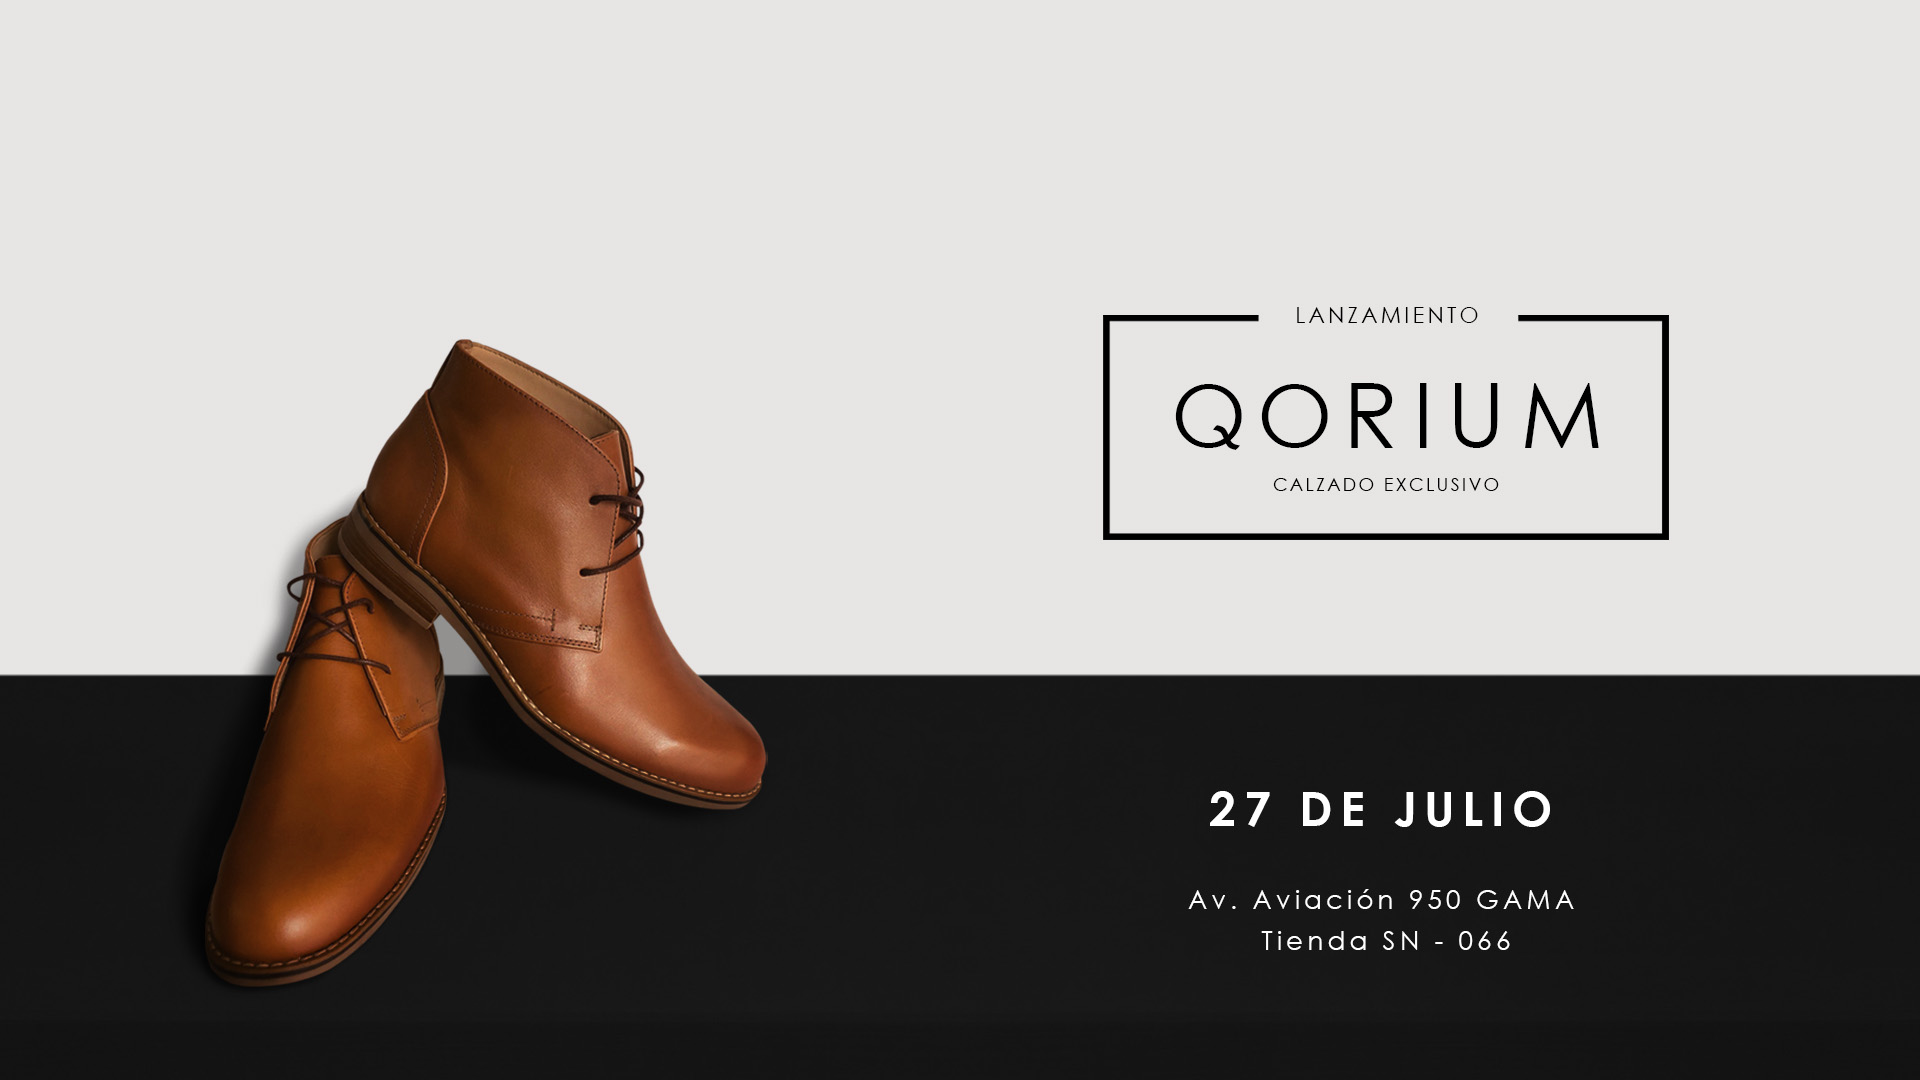 LANZAMIENTO
QORIUM
CALZADO EXCLUSIVO
27 DE JULIO
Av. Aviación 950 GAMA
Tienda SN - 066